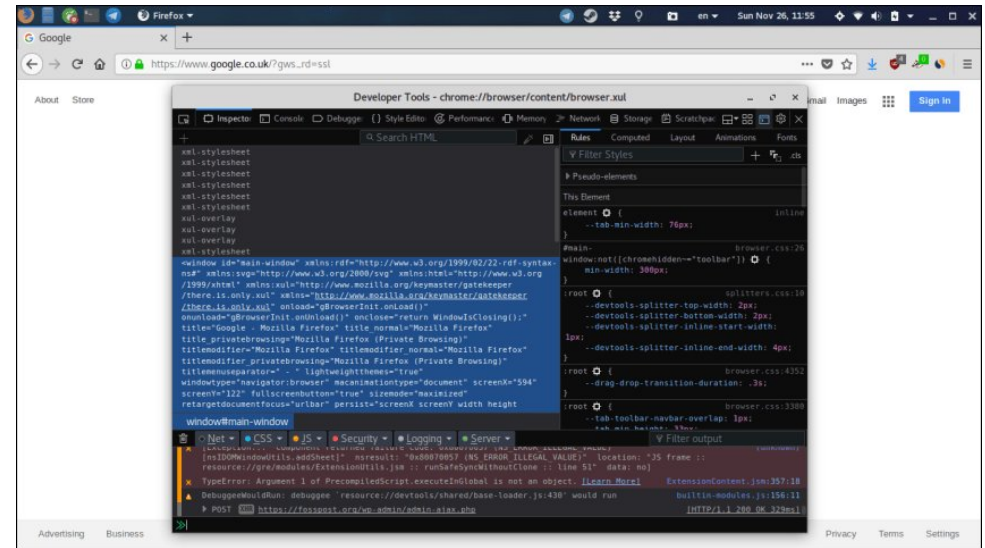 Firefox
en
Sun Nov 26, 11:55
Google
https://www.google.co.uk/?gws_rd=ssl
About Store
Images
Sign in
Developer Tools - chrome://browser/content/browser.xul
Inspector Console Debugger {} Style Editor Performance Memory Network Storage Scratchpad
Search HTML
Rules Computed Layout Animations Fonts
Filter Styles
.cls
xml-stylesheet
xml-stylesheet
xml-stylesheet
xml-stylesheet
xml-stylesheet
xml-stylesheet
xul-overlay
xul-overlay
xul-overlay
xml-stylesheet
<window id="main-window" xmlns:rdf="http://www.w3.org/1999/02/22-rdf-syntax-
ns#" xmlns:svg="http://www.w3.org/2000/svg" xmlns:html="http://www.w3.org
/1999/xhtml" xmlns:xul="http://www.mozilla.org/keymaster/gatekeeper
/there.is.only.xul" xmlns="http://www.mozilla.org/keymaster/gatekeeper
/there.is.only.xul" onload="gBrowserInit.onLoad()"
onunload="gBrowserInit.onUnload()" onclose="return WindowIsClosing();"
title="Google - Mozilla Firefox" title_normal="Mozilla Firefox"
title_privatebrowsing="Mozilla Firefox (Private Browsing)"
titlemodifier="Mozilla Firefox" titlemodifier_normal="Mozilla Firefox"
titlemodifier_privatebrowsing="Mozilla Firefox (Private Browsing)"
titlemenuseparator=" - " lightweightthemes="true"
windowtype="navigator:browser" macanimationtype="document" screenX="594"
screenY="122" fullscreenbutton="true" sizemode="maximized"
retargetdocumentfocus="urlbar" persist="screenX screenY width height
window#main-window
Pseudo-elements
This Element
element { inline
--tab-min-width: 76px;
}
#main- browser.css:26
window:not([chromehidden~="toolbar"]) {
min-width: 300px;
}
:root { splitters.css:10
--devtools-splitter-top-width: 2px;
--devtools-splitter-bottom-width: 2px;
--devtools-splitter-inline-start-width:
1px;
--devtools-splitter-inline-end-width: 4px;
}
:root { browser.css:4352
--drag-drop-transition-duration: .3s;
}
:root { browser.css:3380
--tab-toolbar-navbar-overlap: 1px;
Net CSS JS Security Logging Server
Filter output
[nsIDOMWindowUtils.addSheet]" nsresult: "0x80070057 (NS_ERROR_ILLEGAL_VALUE)" location: "JS frame ::
resource://gre/modules/ExtensionUtils.jsm :: runSafeSyncWithoutClone :: line 51" data: no]
TypeError: Argument 1 of PrecompiledScript.executeInGlobal is not an object. [Learn More] ExtensionContent.jsm:357:18
DebuggeeWouldRun: debuggee `resource://devtools/shared/base-loader.js:430' would run builtin-modules.js:156:11
POST XHR https://fosspost.org/wp-admin/admin-ajax.php [HTTP/1.1 200 OK 329ms]
Advertising Business
Privacy Terms Settings